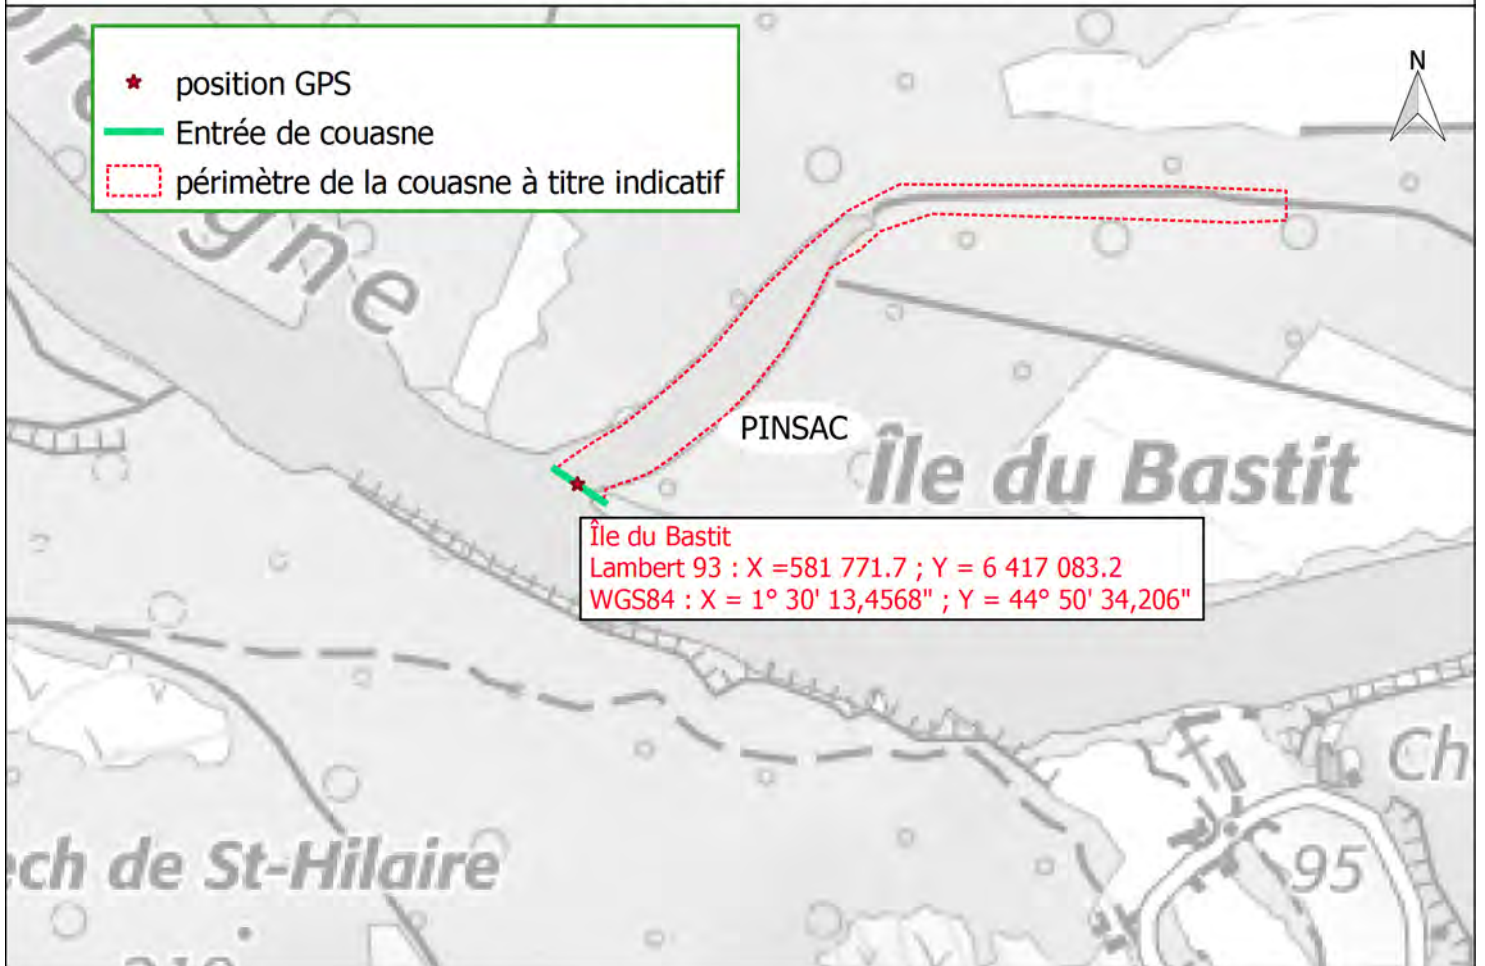 position GPS
Entrée de couasne
périmètre de la couasne à titre indicatif
N
gne
PINSAC
Île du Bastit
Île du Bastit
Lambert 93 : X =581 771.7 ; Y = 6 417 083.2
WGS84 : X = 1° 30' 13,4568" ; Y = 44° 50' 34,206"
Ch
ech de St-Hilaire
95